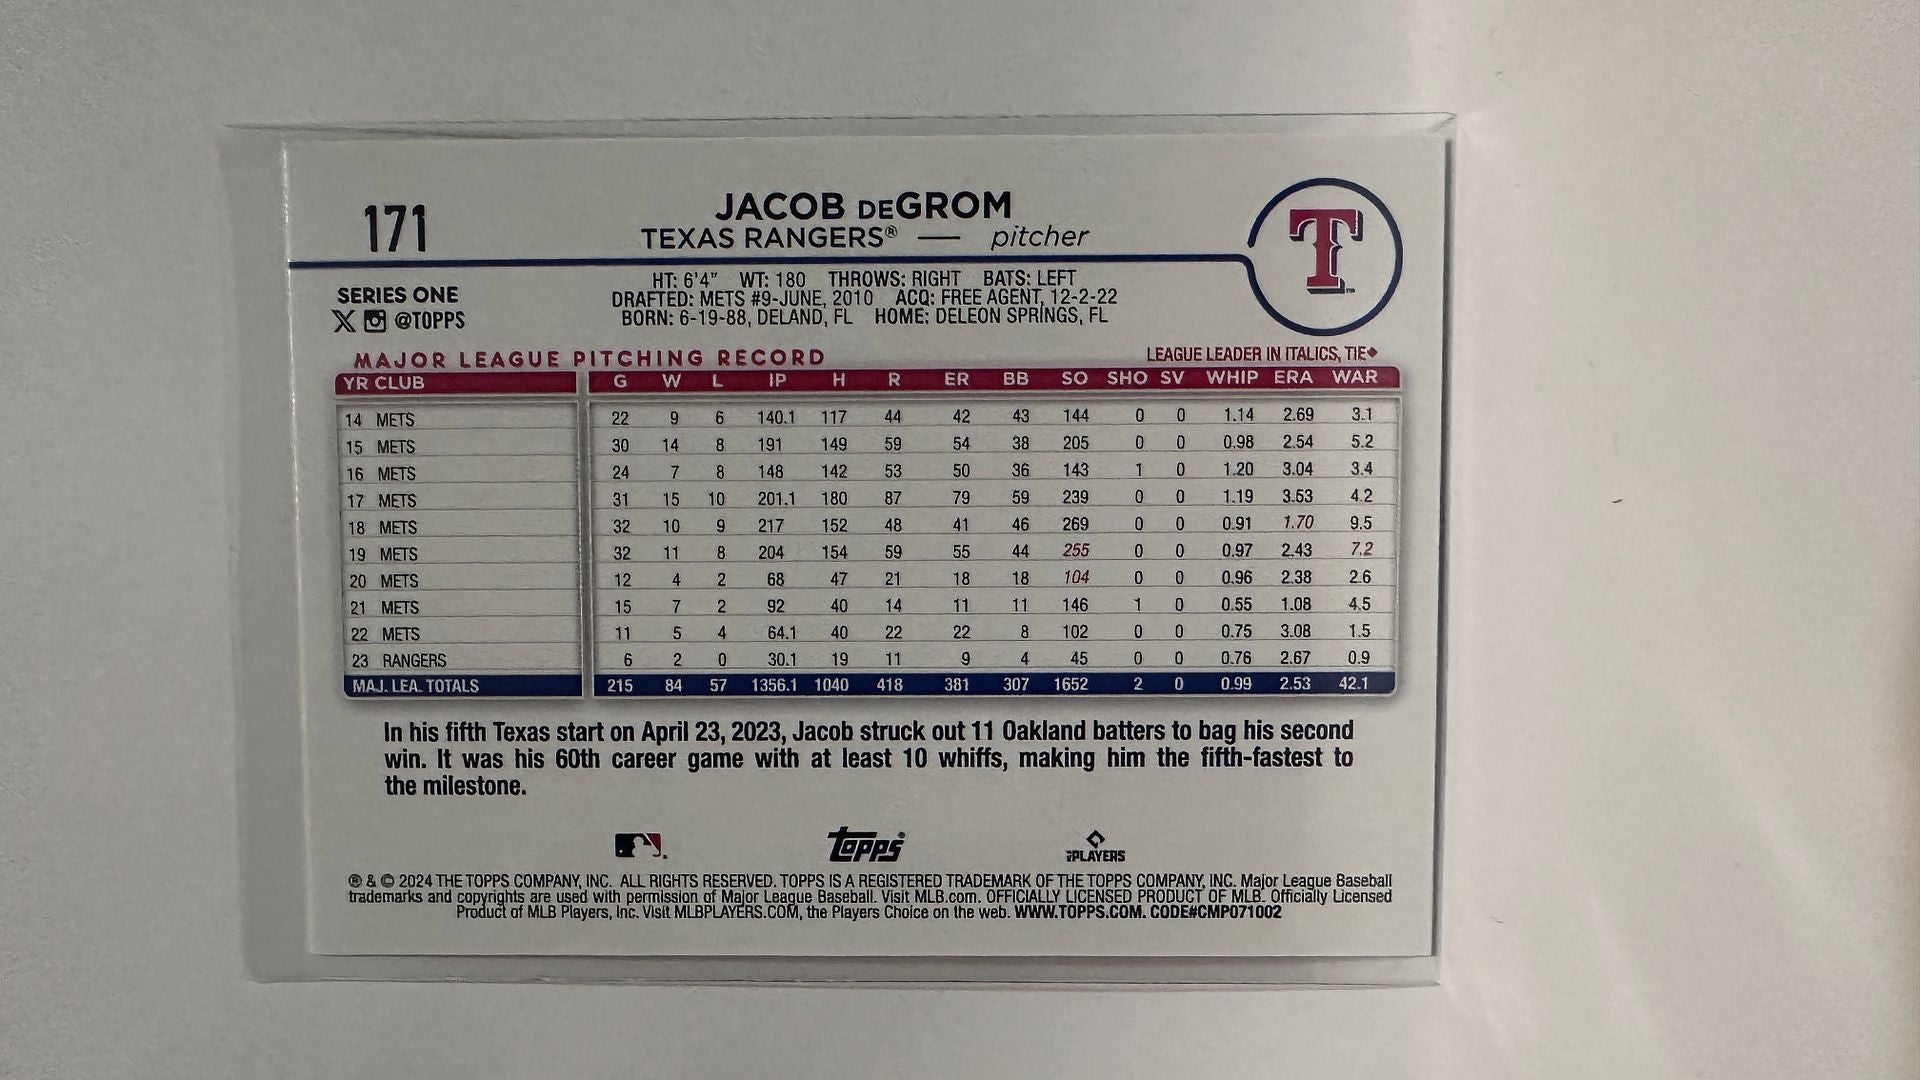 171
JACOB DEGROM
TEXAS RANGERS® — pitcher
T
SERIES ONE
X @TOPPS
HT: 6'4" WT: 180 THROWS: RIGHT BATS: LEFT
DRAFTED: METS #9-JUNE, 2010 ACQ: FREE AGENT, 12-2-22
BORN: 6-19-88, DELAND, FL HOME: DELEON SPRINGS, FL
MAJOR LEAGUE PITCHING RECORD LEAGUE LEADER IN ITALICS, TIE◆
YR CLUB G W L IP H R ER BB SO SHO SV WHIP ERA WAR
14 METS 22 9 6 140.1 117 44 42 43 144 0 0 1.14 2.69 3.1
15 METS 30 14 8 191 149 59 54 38 205 0 0 0.98 2.54 5.2
16 METS 24 7 8 148 142 53 50 36 143 1 0 1.20 3.04 3.4
17 METS 31 15 10 201.1 180 87 79 59 239 0 0 1.19 3.53 4.2
18 METS 32 10 9 217 152 48 41 46 269 0 0 0.91 1.70 9.5
19 METS 32 11 8 204 154 59 55 44 255 0 0 0.97 2.43 7.2
20 METS 12 4 2 68 47 21 18 18 104 0 0 0.96 2.38 2.6
21 METS 15 7 2 92 40 14 11 11 146 1 0 0.55 1.08 4.5
22 METS 11 5 4 64.1 40 22 22 8 102 0 0 0.75 3.08 1.5
23 RANGERS 6 2 0 30.1 19 11 9 4 45 0 0 0.76 2.67 0.9
MAJ. LEA. TOTALS 215 84 57 1356.1 1040 418 381 307 1652 2 0 0.99 2.53 42.1
In his fifth Texas start on April 23, 2023, Jacob struck out 11 Oakland batters to bag his second
win. It was his 60th career game with at least 10 whiffs, making him the fifth-fastest to
the milestone.
Topps
PLAYERS
® & © 2024 THE TOPPS COMPANY, INC. ALL RIGHTS RESERVED. TOPPS IS A REGISTERED TRADEMARK OF THE TOPPS COMPANY, INC. Major League Baseball
trademarks and copyrights are used with permission of Major League Baseball. Visit MLB.com. OFFICIALLY LICENSED PRODUCT OF MLB. Officially Licensed
Product of MLB Players, Inc. Visit MLBPLAYERS.COM, the Players Choice on the web. WWW.TOPPS.COM. CODE#CMP071002